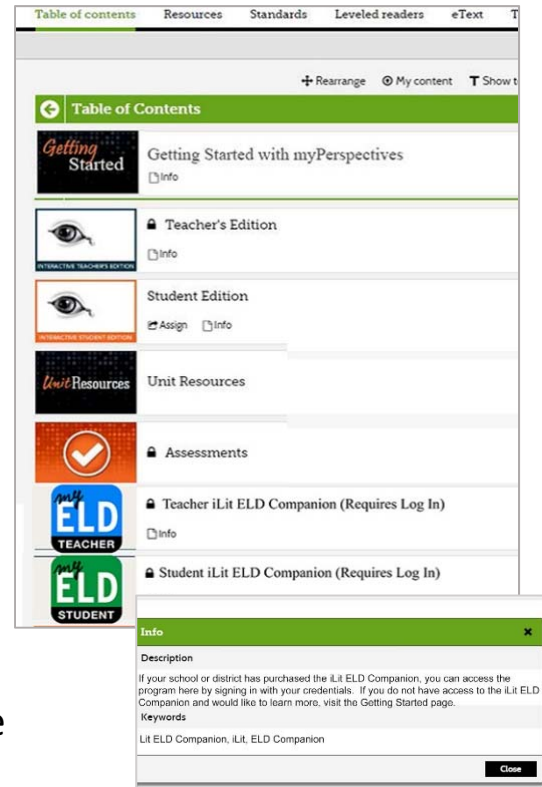 Table of contents Resources Standards Leveled readers eText T
Rearrange My content T Show t
Table of Contents
Getting Started
Getting Started with myPerspectives
Info
INTERACTIVE TEACHER'S EDITION
Teacher's Edition
Info
INTERACTIVE STUDENT EDITION
Student Edition
Assign Info
Unit Resources
Unit Resources
Assessments
my ELD TEACHER
Teacher iLit ELD Companion (Requires Log In)
Info
my ELD STUDENT
Student iLit ELD Companion (Requires Log In)
Info
Description
If your school or district has purchased the iLit ELD Companion, you can access the
program here by signing in with your credentials. If you do not have access to the iLit ELD
Companion and would like to learn more, visit the Getting Started page.
Keywords
Lit ELD Companion, iLit, ELD Companion
Close
e